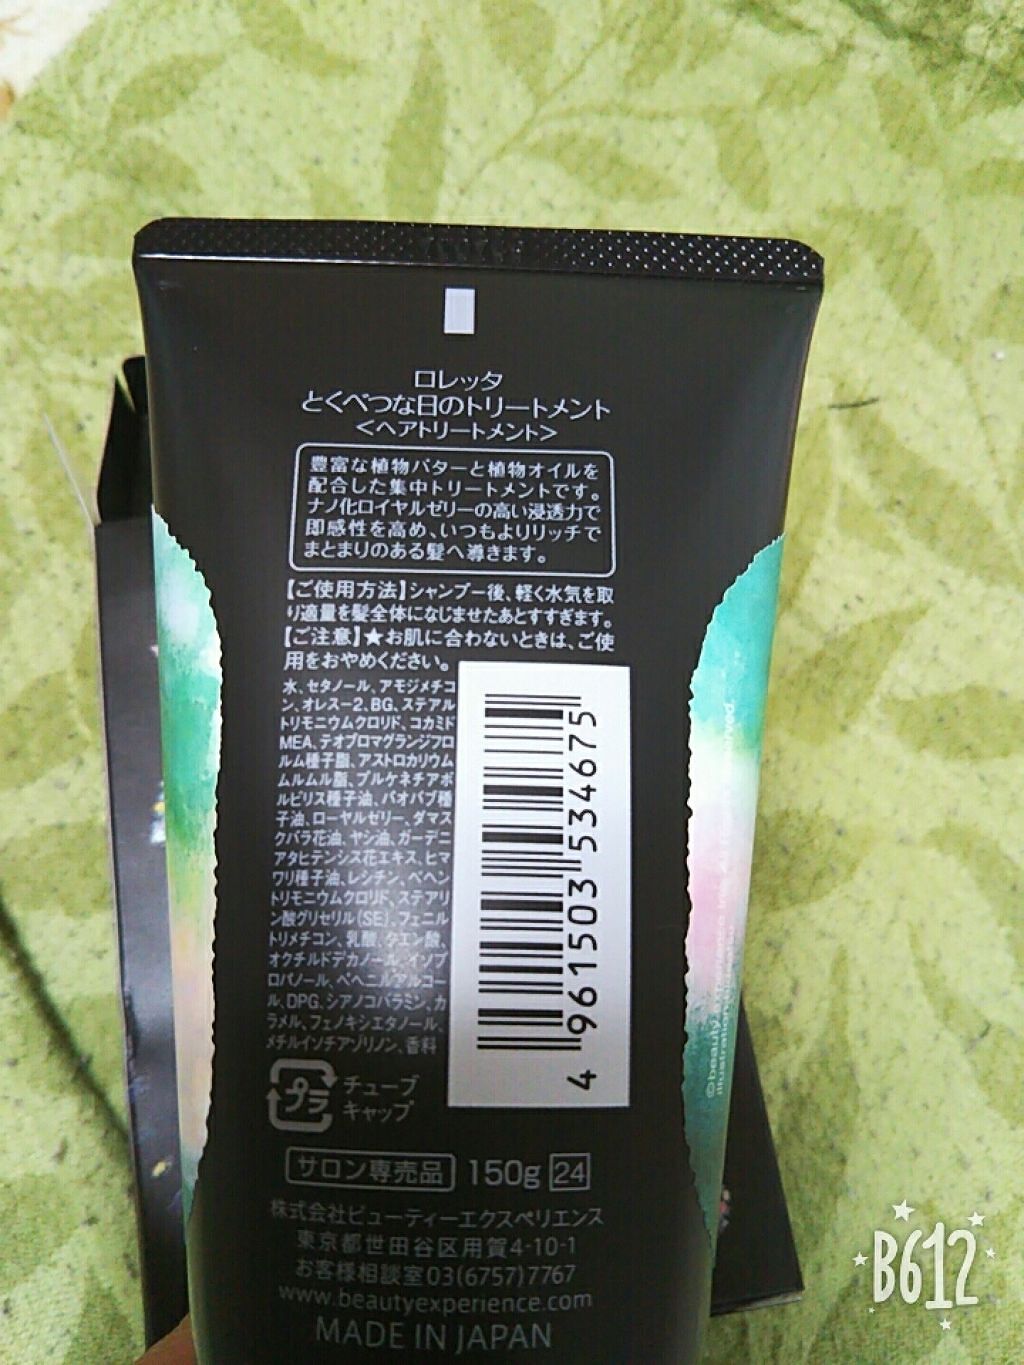 ロレッタ
とくべつな日のトリートメント
<ヘアトリートメント>
豊富な植物バターと植物オイルを
配合した集中トリートメントです。
ナノ化ロイヤルゼリーの高い浸透力で
即感性を高め、いつもよりリッチで
まとまりのある髪へ導きます。
【ご使用方法】シャンプー後、軽く水気を取
り適量を髪全体になじませたあとすすぎます。
【ご注意】★お肌に合わないときは、ご使
用をおやめください。
水、セタノール、アモジメチコ
ン、オレス-2、BG、ステアル
トリモニウムクロリド、コカミド
MEA、テオブロマグランジフロ
ルム種子脂、アストロカリウム
ムルムル脂、プルケネチアボ
ルビリス種子油、バオバブ種
子油、ローヤルゼリー、ダマス
クバラ花油、ヤシ油、ガーデニ
アタヒテンシス花エキス、ヒマ
ワリ種子油、レシチン、ベヘン
トリモニウムクロリド、ステアリ
ン酸グリセリル(SE)、フェニル
トリメチコン、乳酸、クエン酸、
オクチルドデカノール、イソプ
ロパノール、ベヘニルアルコー
ル、DPG、シアノコバラミン、カ
ラメル、フェノキシエタノール、
メチルイソチアゾリノン、香料
4 961503 534675
プラ
チューブ
キャップ
サロン専売品 150g 24
株式会社ビューティーエクスペリエンス
東京都世田谷区用賀4-10-1
お客様相談室03(6757)7767
www.beautyexperience.com
MADE IN JAPAN
©beauty experience inc.
illustration
B612